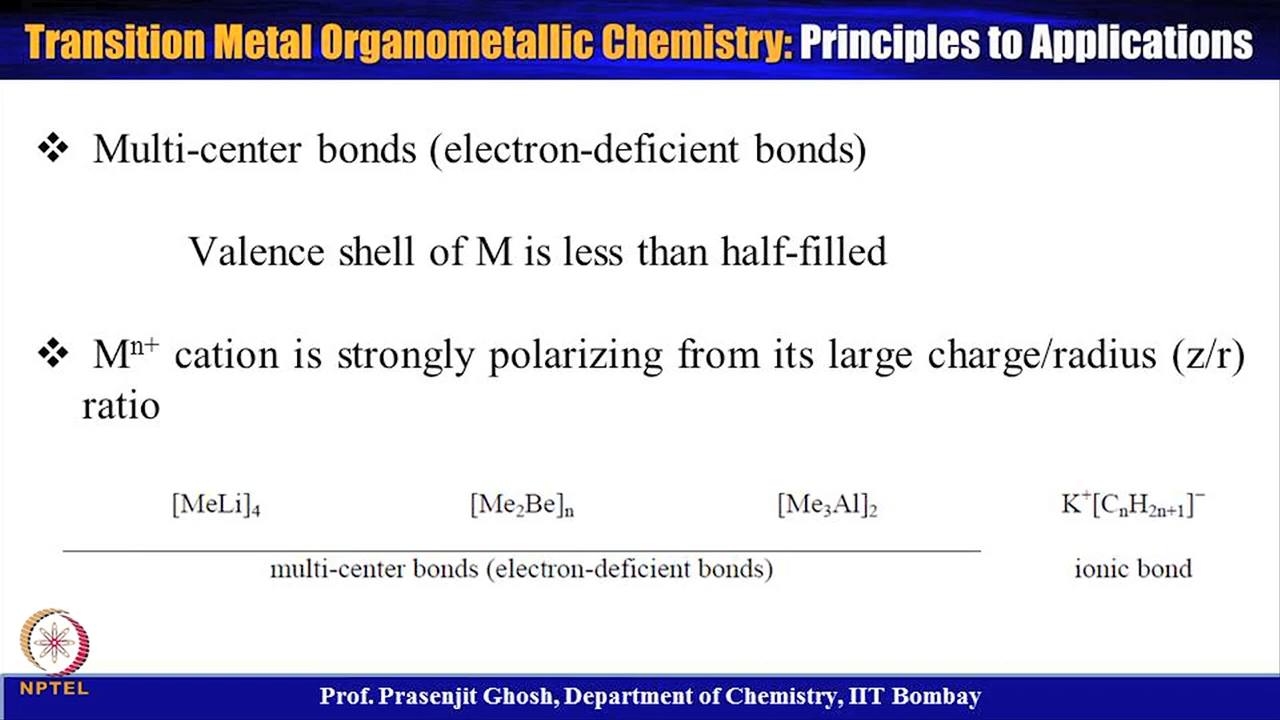 Transition Metal Organometallic Chemistry: Principles to Applications
❖ Multi-center bonds (electron-deficient bonds)
Valence shell of M is less than half-filled
❖ Mⁿ⁺ cation is strongly polarizing from its large charge/radius (z/r)
ratio
[MeLi]₄ [Me₂Be]ₙ [Me₃Al]₂ K⁺[CₙH₂ₙ₊₁]⁻
multi-center bonds (electron-deficient bonds) ionic bond
NPTEL
Prof. Prasenjit Ghosh, Department of Chemistry, IIT Bombay